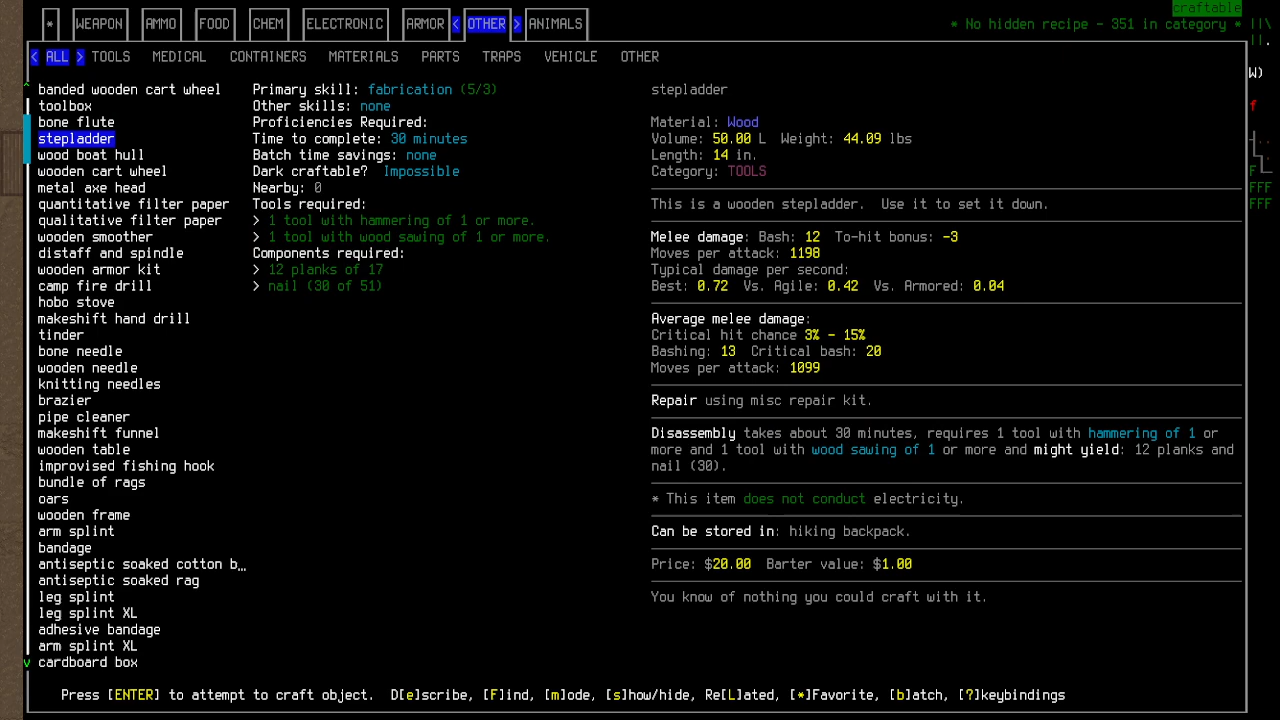 craftable
* WEAPON AMMO FOOD CHEM ELECTRONIC ARMOR < OTHER > ANIMALS * No hidden recipe - 351 in category *
< ALL > TOOLS MEDICAL CONTAINERS MATERIALS PARTS TRAPS VEHICLE OTHER
W)
f
F
FFF
FFF
banded wooden cart wheel
toolbox
bone flute
stepladder
wood boat hull
wooden cart wheel
metal axe head
quantitative filter paper
qualitative filter paper
wooden smoother
distaff and spindle
wooden armor kit
camp fire drill
hobo stove
makeshift hand drill
tinder
bone needle
wooden needle
knitting needles
brazier
pipe cleaner
makeshift funnel
wooden table
improvised fishing hook
bundle of rags
oars
wooden frame
arm splint
bandage
antiseptic soaked cotton b…
antiseptic soaked rag
leg splint
leg splint XL
adhesive bandage
arm splint XL
v cardboard box
Primary skill: fabrication (5/3)
Other skills: none
Proficiencies Required:
Time to complete: 30 minutes
Batch time savings: none
Dark craftable? Impossible
Nearby: 0
Tools required:
> 1 tool with hammering of 1 or more.
> 1 tool with wood sawing of 1 or more.
Components required:
> 12 planks of 17
> nail (30 of 51)
stepladder
Material: Wood
Volume: 50.00 L Weight: 44.09 lbs
Length: 14 in.
Category: TOOLS
This is a wooden stepladder. Use it to set it down.
Melee damage: Bash: 12 To-hit bonus: -3
Moves per attack: 1198
Typical damage per second:
Best: 0.72 Vs. Agile: 0.42 Vs. Armored: 0.04
Average melee damage:
Critical hit chance 3% - 15%
Bashing: 13 Critical bash: 20
Moves per attack: 1099
Repair using misc repair kit.
Disassembly takes about 30 minutes, requires 1 tool with hammering of 1 or
more and 1 tool with wood sawing of 1 or more and might yield: 12 planks and
nail (30).
* This item does not conduct electricity.
Can be stored in: hiking backpack.
Price: $20.00 Barter value: $1.00
You know of nothing you could craft with it.
Press [ENTER] to attempt to craft object. D[e]scribe, [F]ind, [m]ode, [s]how/hide, Re[L]ated, [*]Favorite, [b]atch, [?]keybindings